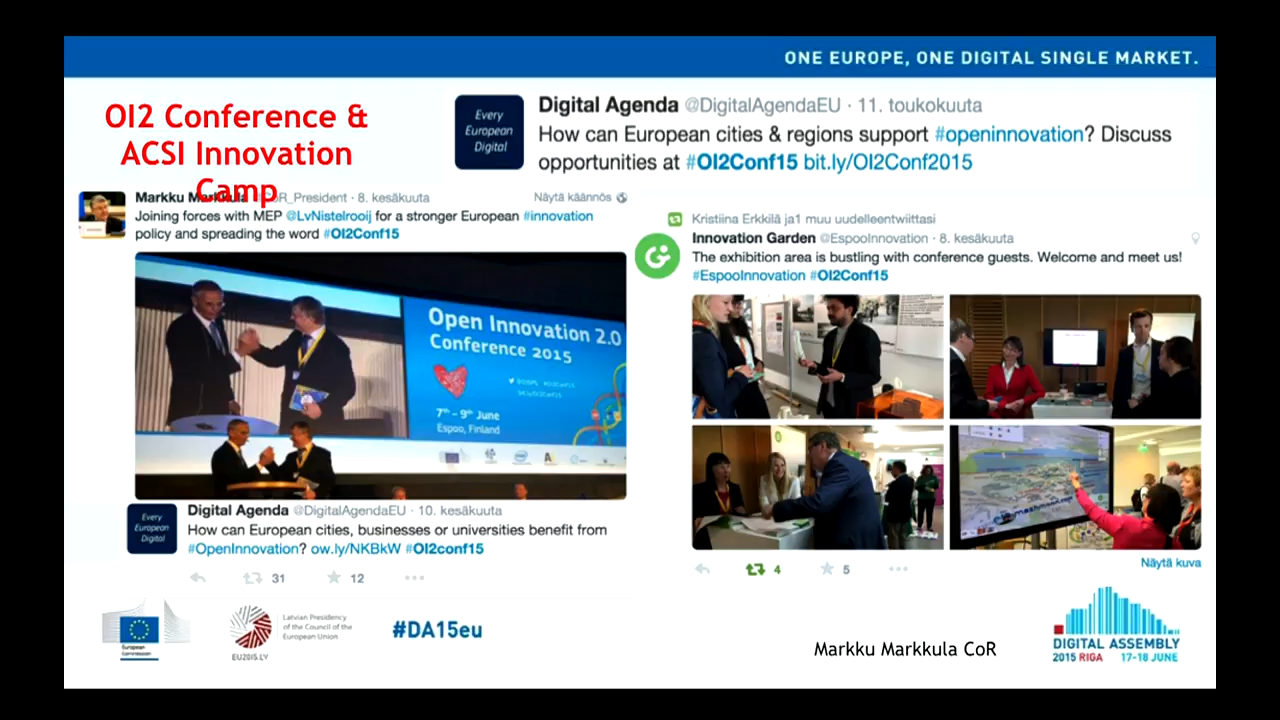 ONE EUROPE, ONE DIGITAL SINGLE MARKET.
OI2 Conference &
ACSI Innovation
Camp
Every
European
Digital
Digital Agenda @DigitalAgendaEU · 11. toukokuuta
How can European cities & regions support #openinnovation? Discuss
opportunities at #OI2Conf15 bit.ly/OI2Conf2015
Markku Markkula @CoR_President · 8. kesäkuuta
Näytä käännös
Joining forces with MEP @LvNistelrooij for a stronger European #innovation
policy and spreading the word #OI2Conf15
Open Innovation 2.0
Conference 2015
7th - 9th June
Espoo, Finland
Every
European
Digital
Digital Agenda @DigitalAgendaEU · 10. kesäkuuta
How can European cities, businesses or universities benefit from
#OpenInnovation? ow.ly/NKBkW #OI2conf15
31 12
Kristiina Erkkilä ja1 muu uudelleentwiittasi
Innovation Garden @EspooInnovation · 8. kesäkuuta
The exhibition area is bustling with conference guests. Welcome and meet us!
#EspooInnovation #OI2Conf15
4 5
Näytä kuva
European
Commission
EU2015.LV
Latvian Presidency
of the Council of the
European Union
#DA15eu
Markku Markkula CoR
DIGITAL ASSEMBLY
2015 RIGA 17-18 JUNE